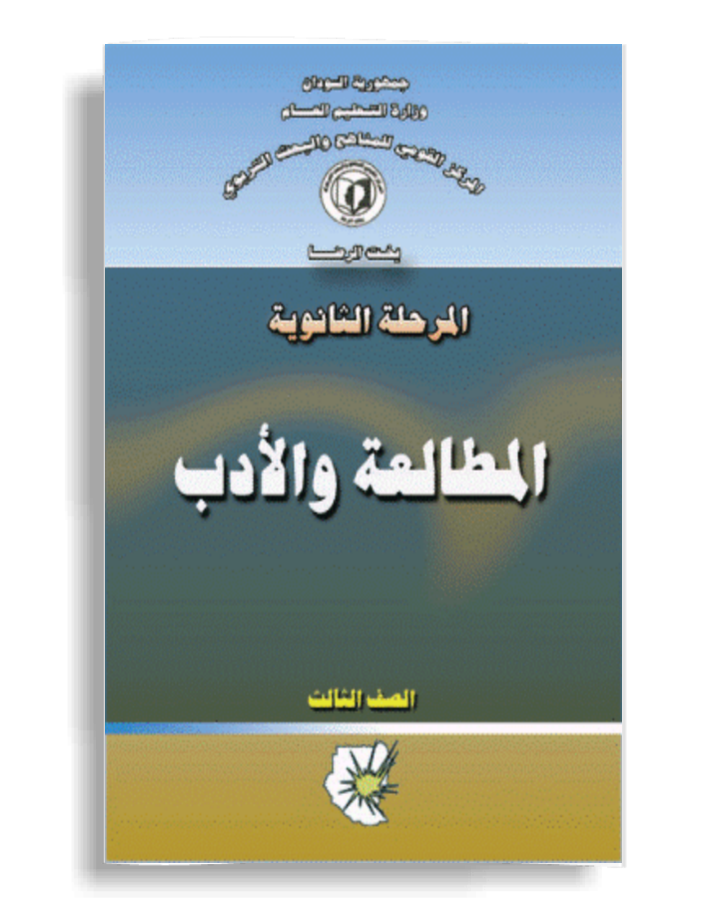 جمهورية السودان
وزارة التعليم العام
المركز القومي للمناهج والبحث التربوي
بخت الرضا
المرحلة الثانوية
المطالعة والأدب
الصف الثالث